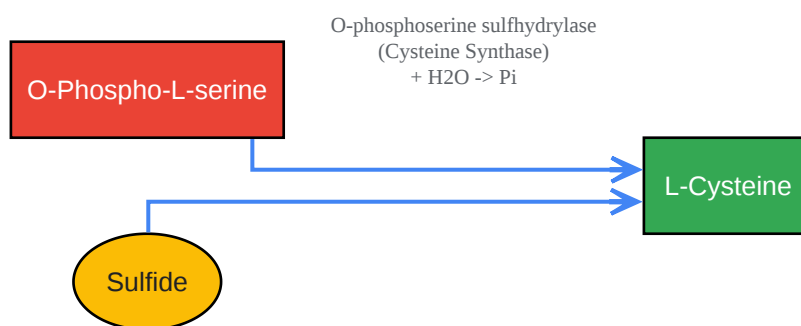 O-phosphoserine sulfhydrylase
(Cysteine Synthase)
+ H2O -> Pi
O-Phospho-L-serine
L-Cysteine
Sulfide